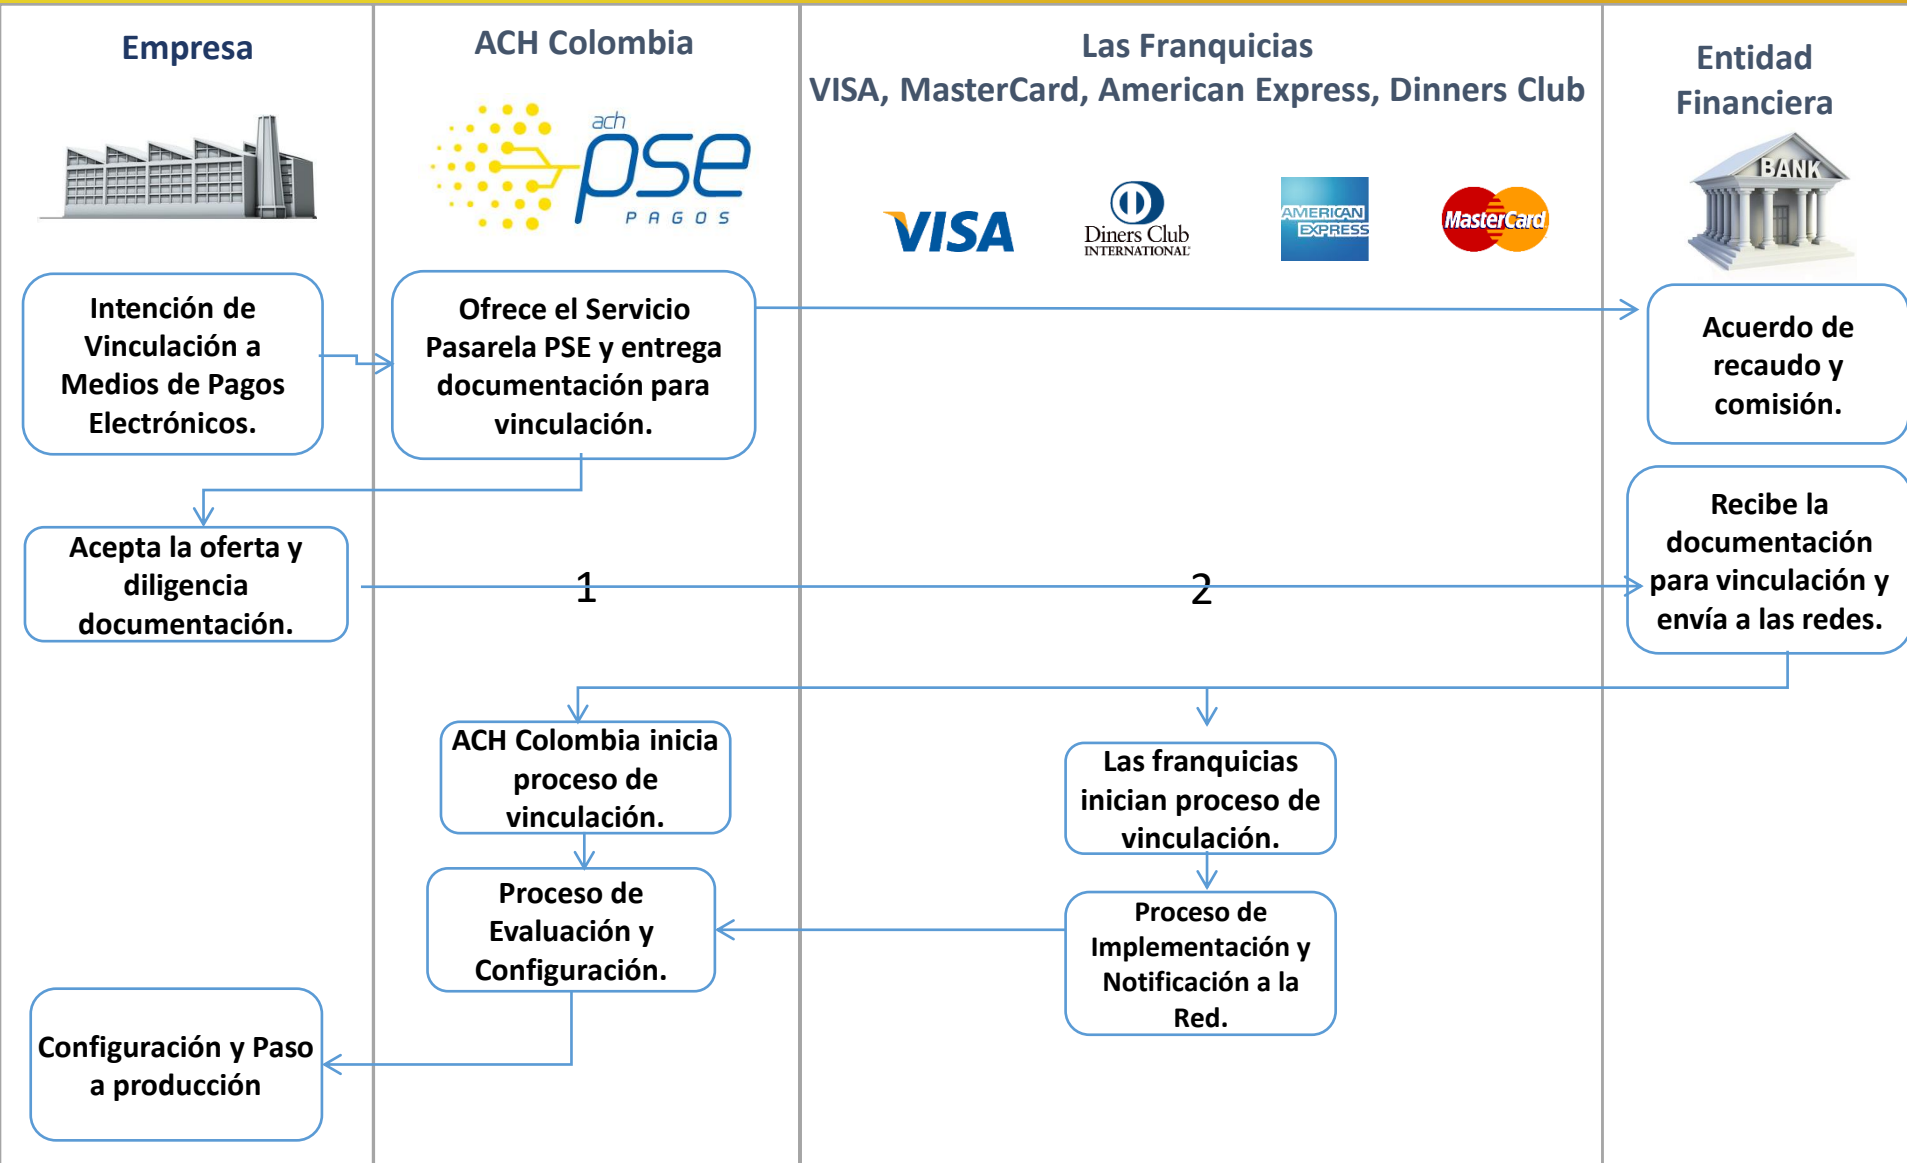 Empresa
ACH Colombia
Las Franquicias
VISA, MasterCard, American Express, Dinners Club
Entidad
Financiera
ach
pse
PAGOS
VISA
Diners Club
INTERNATIONAL
AMERICAN
EXPRESS
MasterCard
BANK
Intención de
Vinculación a
Medios de Pagos
Electrónicos.
Ofrece el Servicio
Pasarela PSE y entrega
documentación para
vinculación.
Acuerdo de
recaudo y
comisión.
Acepta la oferta y
diligencia
documentación.
1
2
Recibe la
documentación
para vinculación y
envía a las redes.
ACH Colombia inicia
proceso de
vinculación.
Las franquicias
inician proceso de
vinculación.
Proceso de
Evaluación y
Configuración.
Proceso de
Implementación y
Notificación a la
Red.
Configuración y Paso
a producción